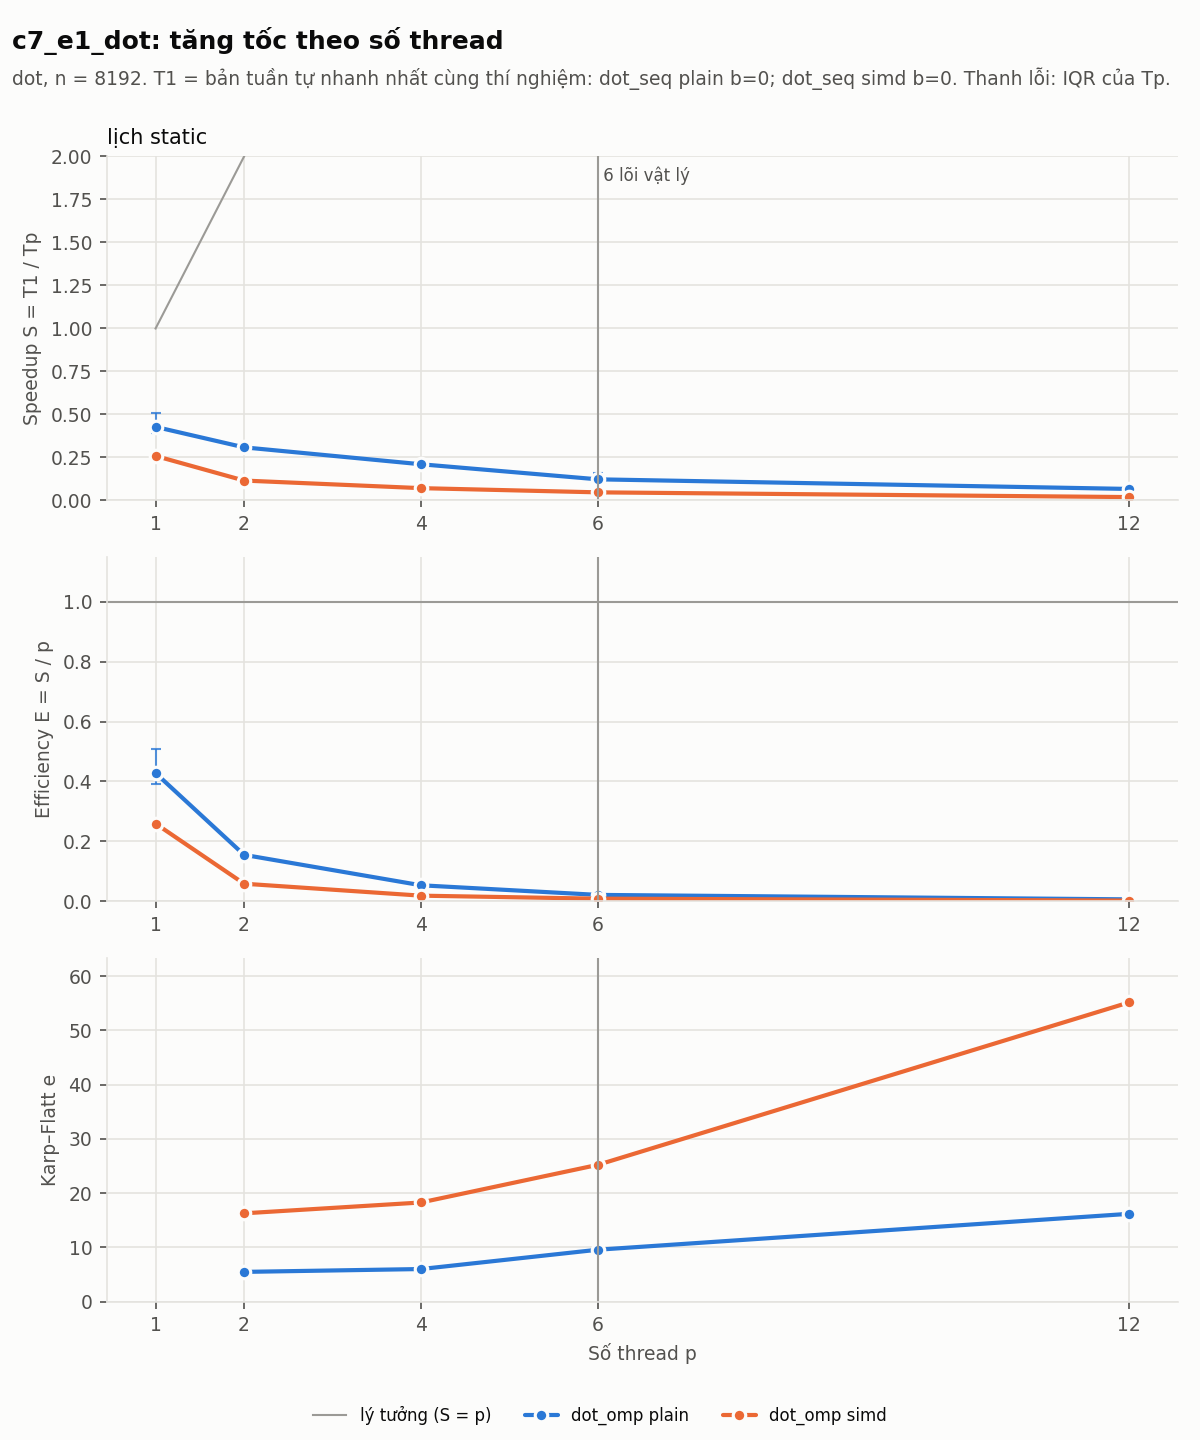 c7_e1_dot: tăng tốc theo số thread
dot, n = 8192. T1 = bản tuần tự nhanh nhất cùng thí nghiệm: dot_seq plain b=0; dot_seq simd b=0. Thanh lỗi: IQR của Tp.
lịch static
Speedup S = T1 / Tp
2.00
1.75
1.50
1.25
1.00
0.75
0.50
0.25
0.00
6 lõi vật lý
1 2 4 6 12
Efficiency E = S / p
1.0
0.8
0.6
0.4
0.2
0.0
1 2 4 6 12
Karp–Flatt e
60
50
40
30
20
10
0
1 2 4 6 12
Số thread p
lý tưởng (S = p) dot_omp plain dot_omp simd